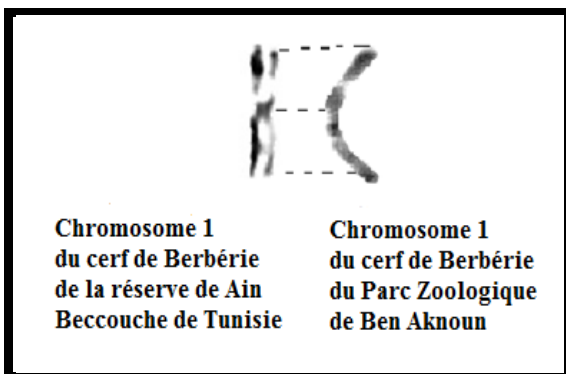 Chromosome 1
du cerf de Berbérie
de la réserve de Ain
Beccouche de Tunisie
Chromosome 1
du cerf de Berbérie
du Parc Zoologique
de Ben Aknoun